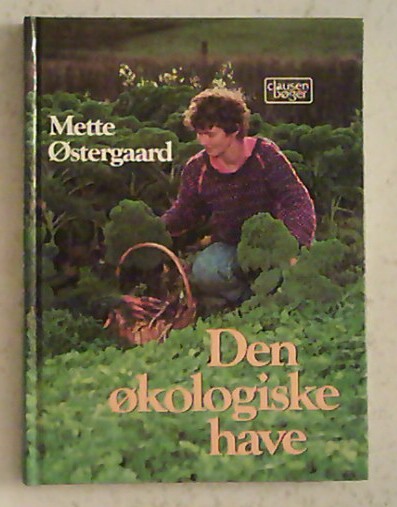 clausen
bøger
Mette
Østergaard
Den
økologiske
have